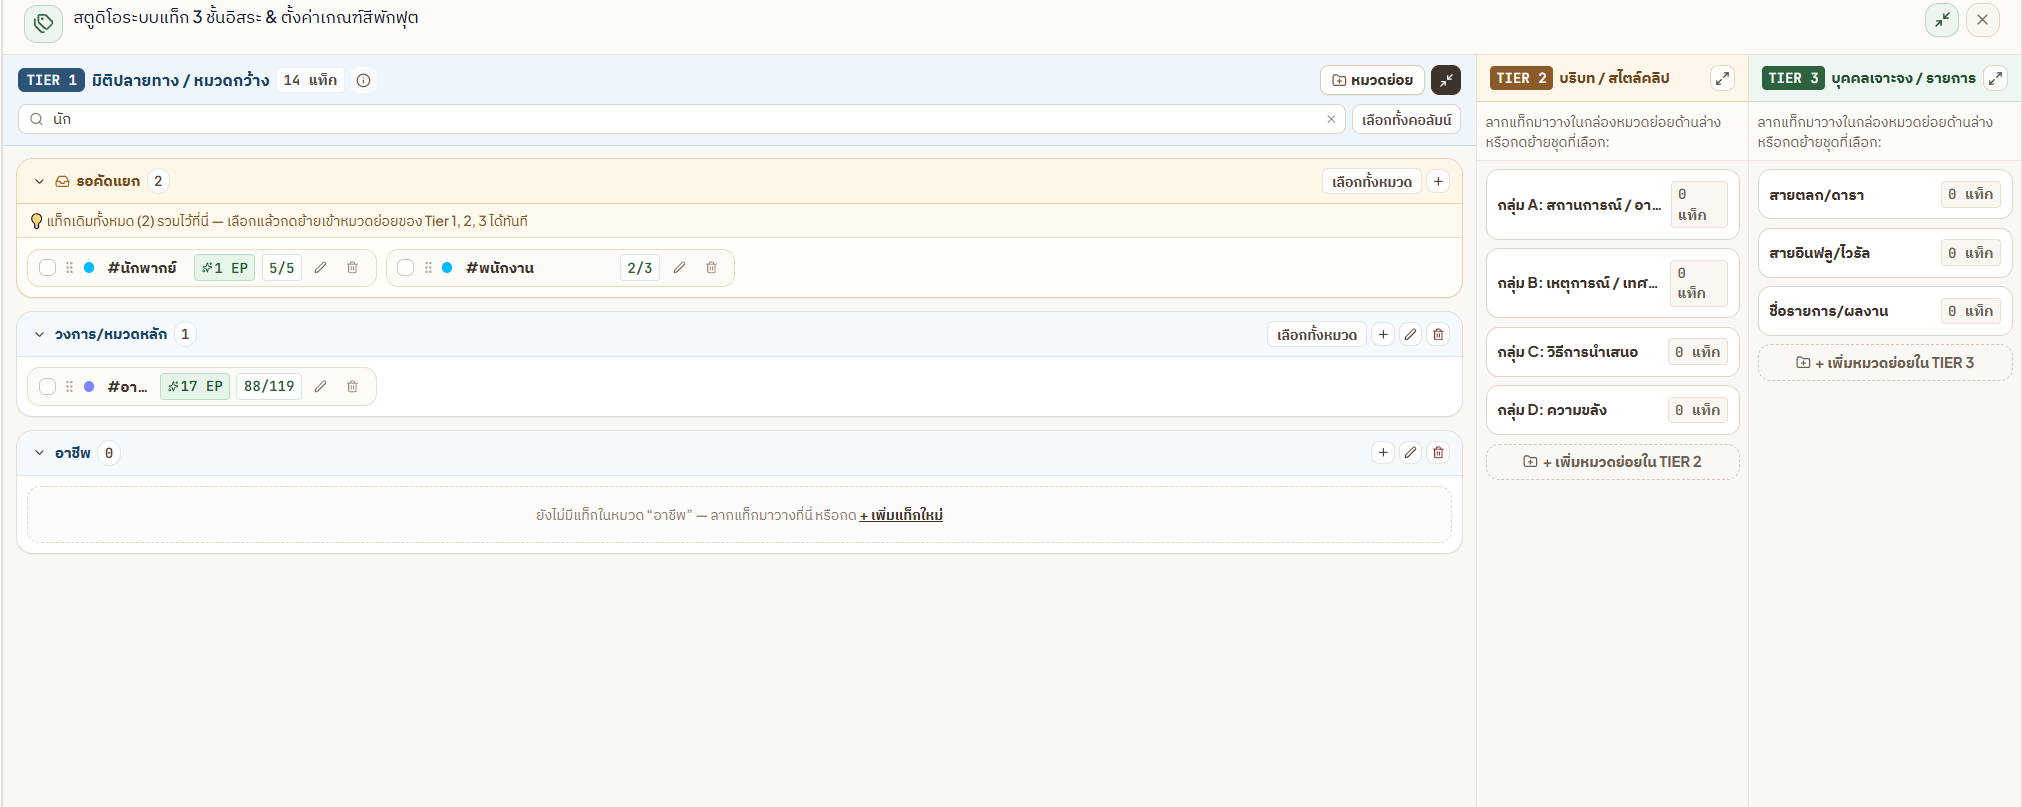 สตูดิโอระบบแท็ก 3 ชั้นอิสระ & ตั้งค่าเกณฑ์สีพักฟุต
TIER 1 มิติปลายทาง / หมวดกว้าง 14 แท็ก หมวดย่อย
นัก เลือกทั้งคอลัมน์
รอคัดแยก 2 เลือกทั้งหมวด
แท็กเดิมทั้งหมด (2) รวมไว้ที่นี่ — เลือกแล้วกดย้ายเข้าหมวดย่อยของ Tier 1, 2, 3 ได้ทันที
#นักพากย์ 1 EP 5/5 #พนักงาน 2/3
วงการ/หมวดหลัก 1 เลือกทั้งหมวด
#อา... 17 EP 88/119
อาชีพ 0
ยังไม่มีแท็กในหมวด “อาชีพ” — ลากแท็กมาวางที่นี่ หรือกด + เพิ่มแท็กใหม่
TIER 2 บริบท / สไตล์คลิป
ลากแท็กมาวางในกล่องหมวดย่อยด้านล่าง
หรือกดย้ายชุดที่เลือก:
กลุ่ม A: สถานการณ์ / อา... 0 แท็ก
กลุ่ม B: เหตุการณ์ / เทศ... 0 แท็ก
กลุ่ม C: วิธีการนำเสนอ 0 แท็ก
กลุ่ม D: ความขลัง 0 แท็ก
+ เพิ่มหมวดย่อยใน TIER 2
TIER 3 บุคคลเจาะจง / รายการ
ลากแท็กมาวางในกล่องหมวดย่อยด้านล่าง
หรือกดย้ายชุดที่เลือก:
สายตลก/ดารา 0 แท็ก
สายอินฟลู/ไวรัล 0 แท็ก
ชื่อรายการ/ผลงาน 0 แท็ก
+ เพิ่มหมวดย่อยใน TIER 3